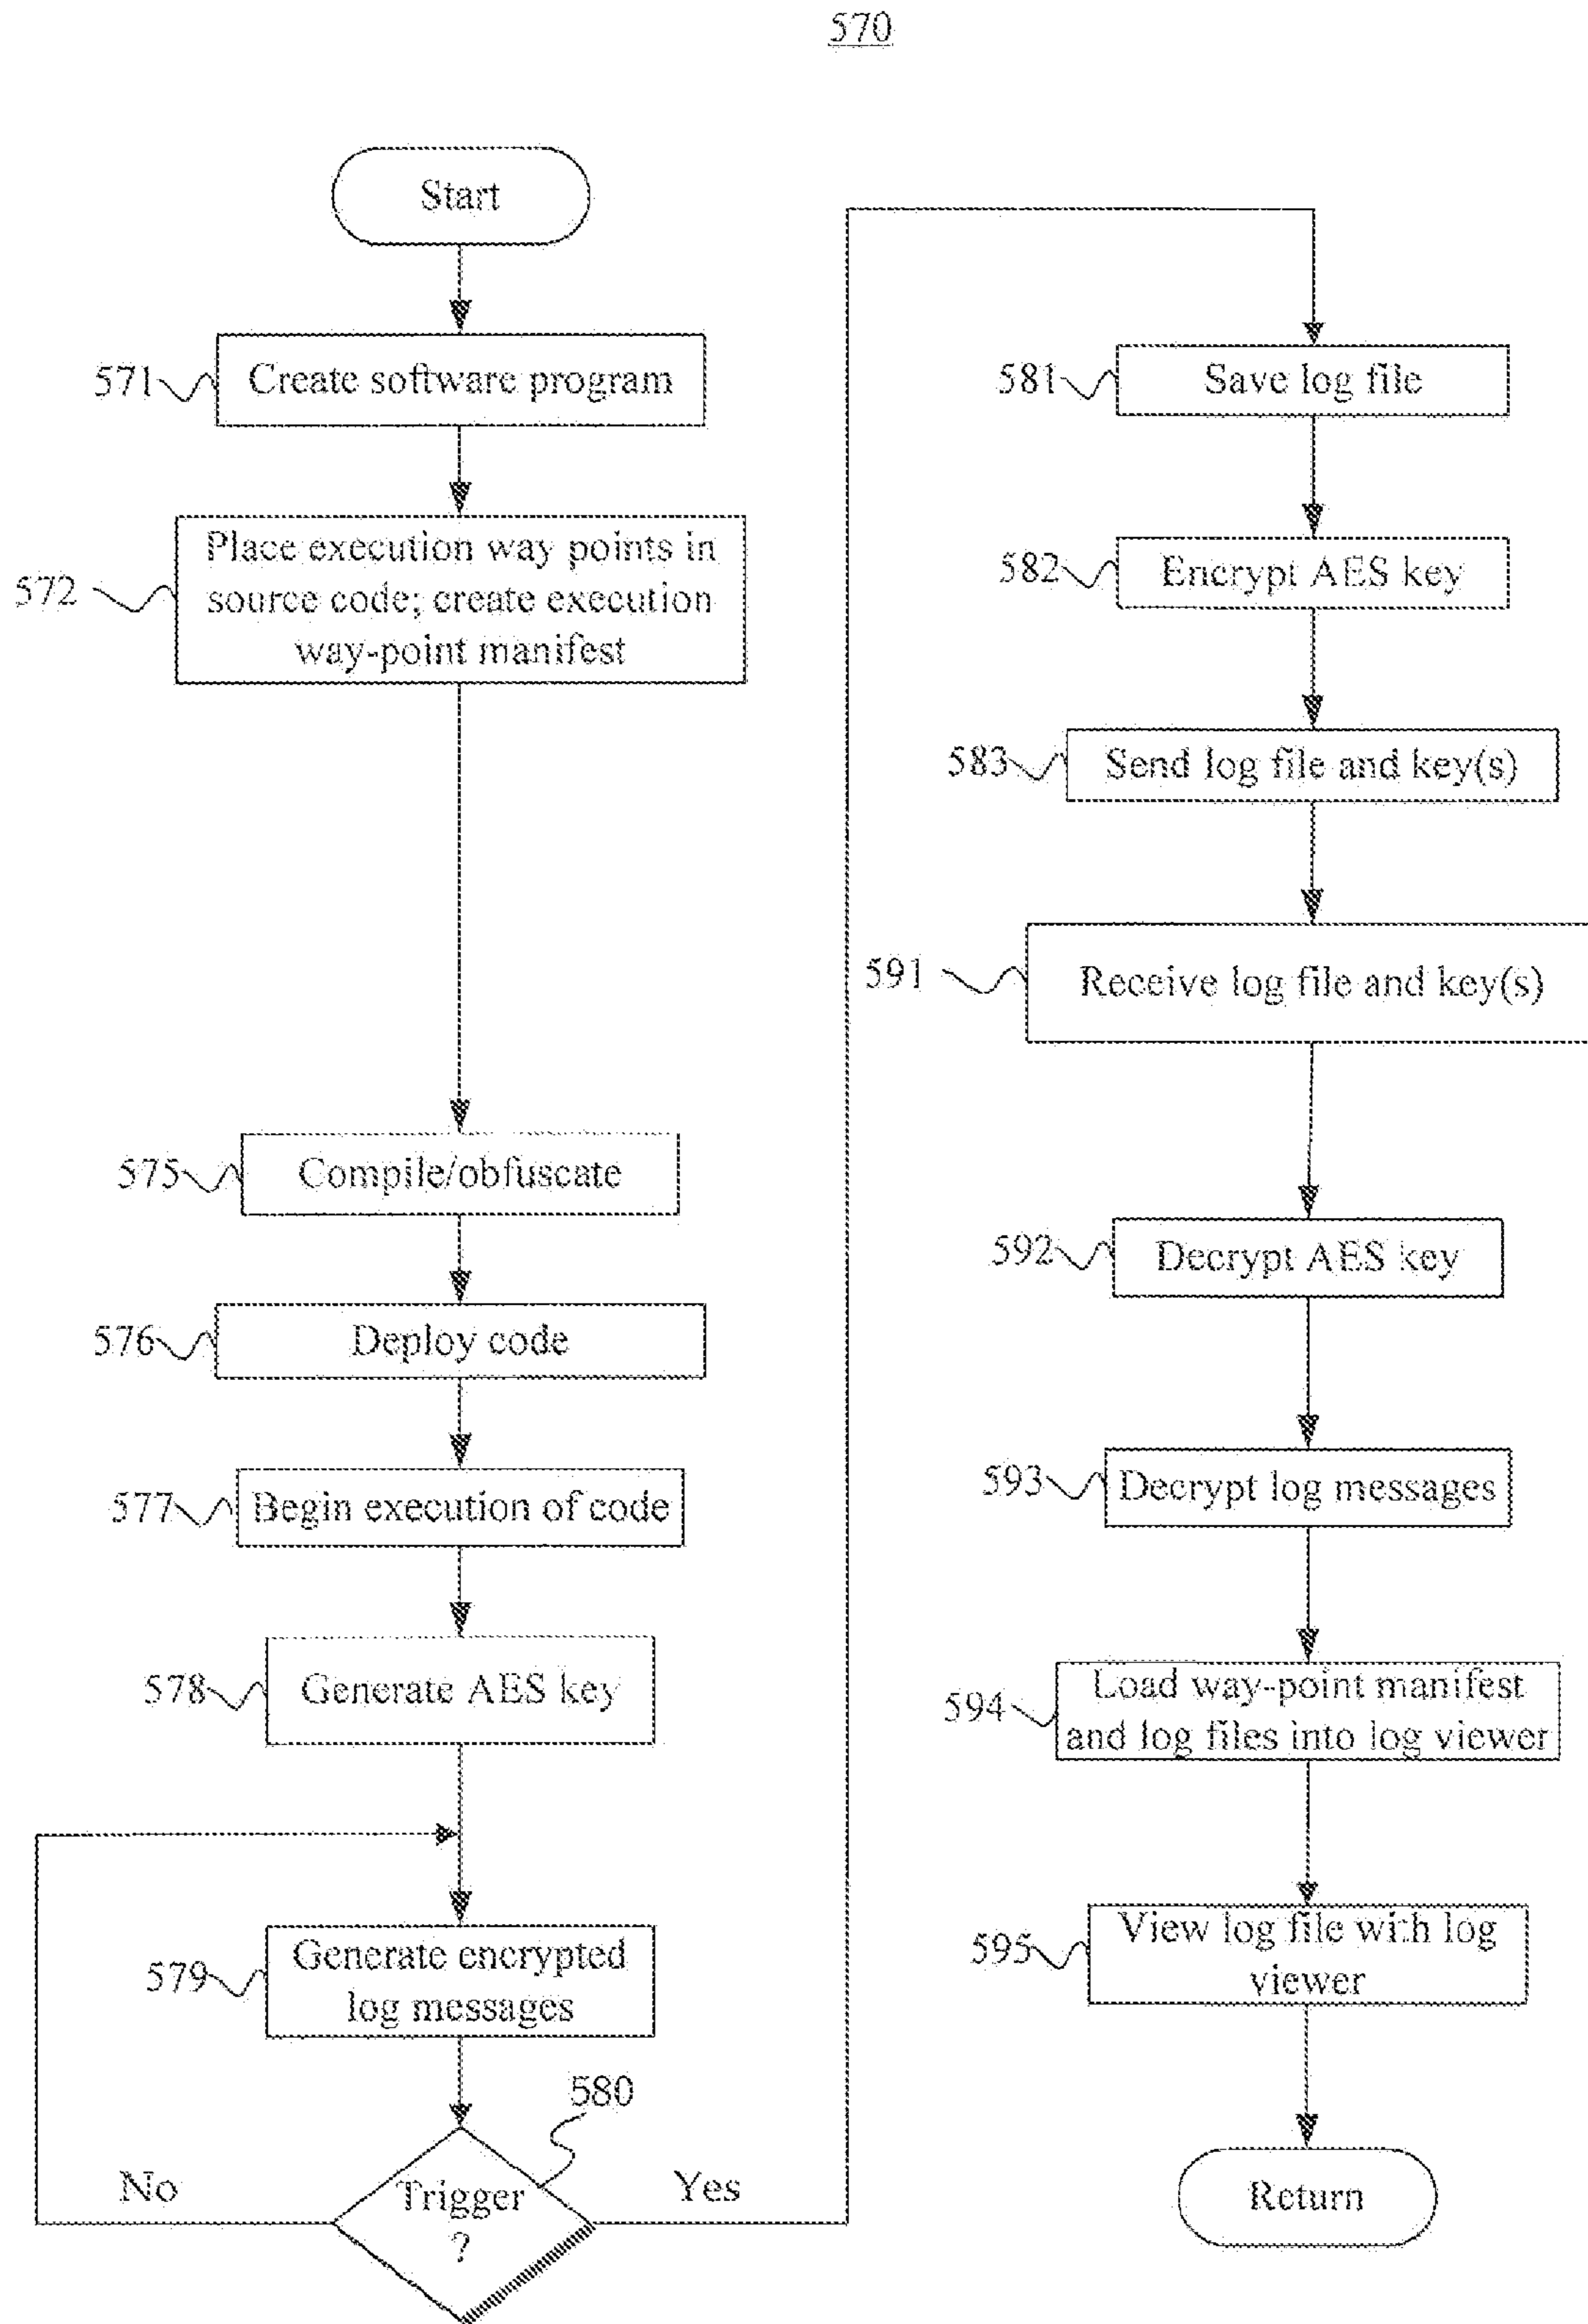 570
Start
571
Create software program
572
Place execution way points in
source code; create execution
way-point manifest
575
Compile/obfuscate
576
Deploy code
577
Begin execution of code
578
Generate AES key
579
Generate encrypted
log messages
580
Trigger
?
No
Yes
581
Save log file
582
Encrypt AES key
583
Send log file and key(s)
591
Receive log file and key(s)
592
Decrypt AES key
593
Decrypt log messages
594
Load way-point manifest
and log files into log viewer
595
View log file with log
viewer
Return